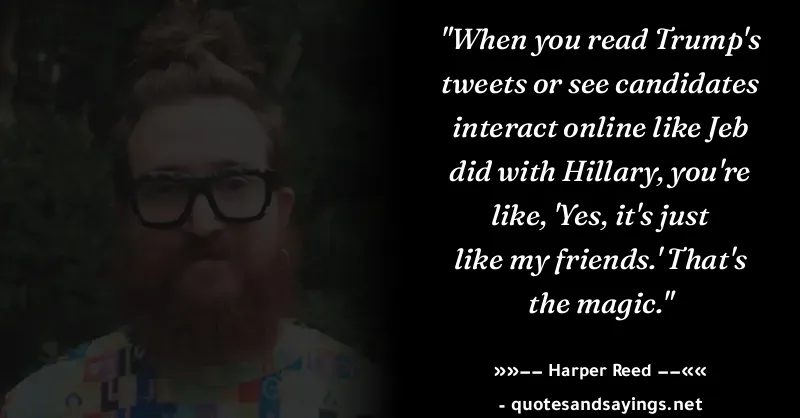 "When you read Trump's
tweets or see candidates
interact online like Jeb
did with Hillary, you're
like, 'Yes, it's just
like my friends.' That's
the magic."
»»−− Harper Reed −−««
- quotesandsayings.net